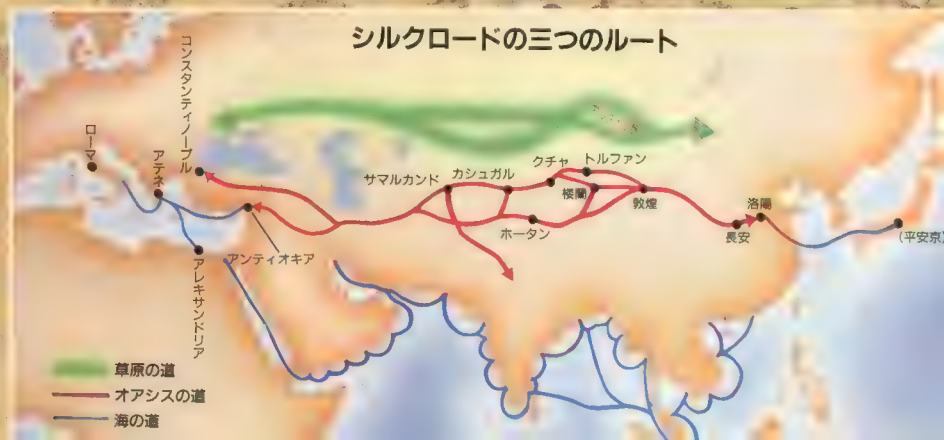 シルクロードの三つのルート
コンスタンティノープル
ローマ
アテネ
アンティオキア
アレキサンドリア
サマルカンド
カシュガル
クチャ
トルファン
楼蘭
敦煌
ホータン
長安
洛陽
(平安京)
草原の道
オアシスの道
海の道